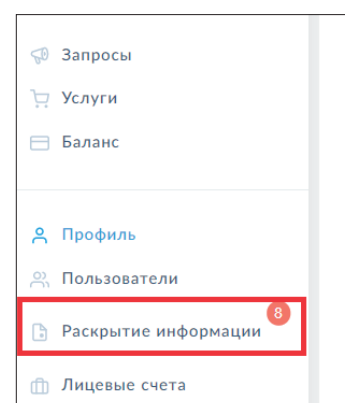 Запросы
Услуги
Баланс
Профиль
Пользователи
8
Раскрытие информации
Лицевые счета